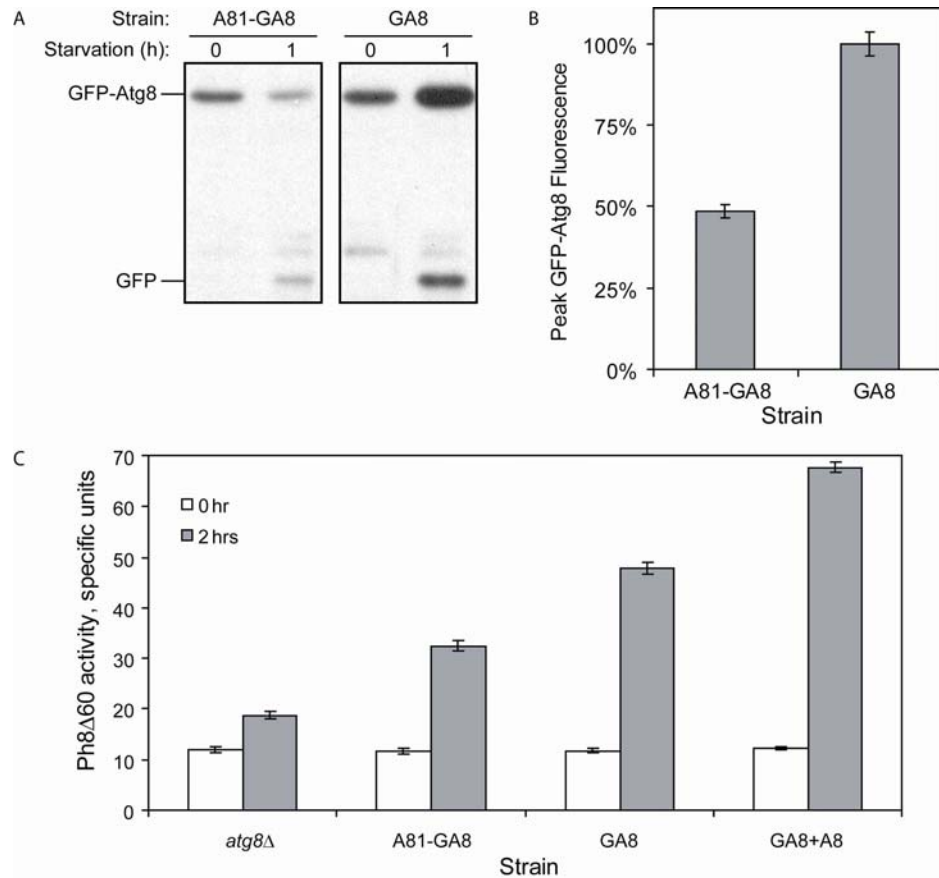 A
Strain: A81-GA8 GA8
Starvation (h): 0 1 0 1
GFP-Atg8
GFP
B
Peak GFP-Atg8 Fluorescence
100%
75%
50%
25%
0%
A81-GA8 GA8
Strain
C
Ph8Δ60 activity, specific units
70
60
50
40
30
20
10
0
0 hr
2 hrs
atg8Δ A81-GA8 GA8 GA8+A8
Strain